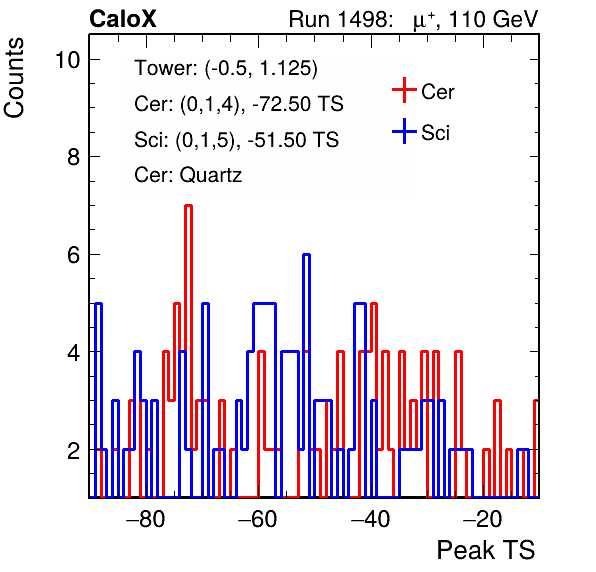 CaloX Run 1498: μ⁺, 110 GeV
Counts
Tower: (-0.5, 1.125)
Cer: (0,1,4), -72.50 TS
Sci: (0,1,5), -51.50 TS
Cer: Quartz
Cer
Sci
10
8
6
4
2
−80 −60 −40 −20
Peak TS